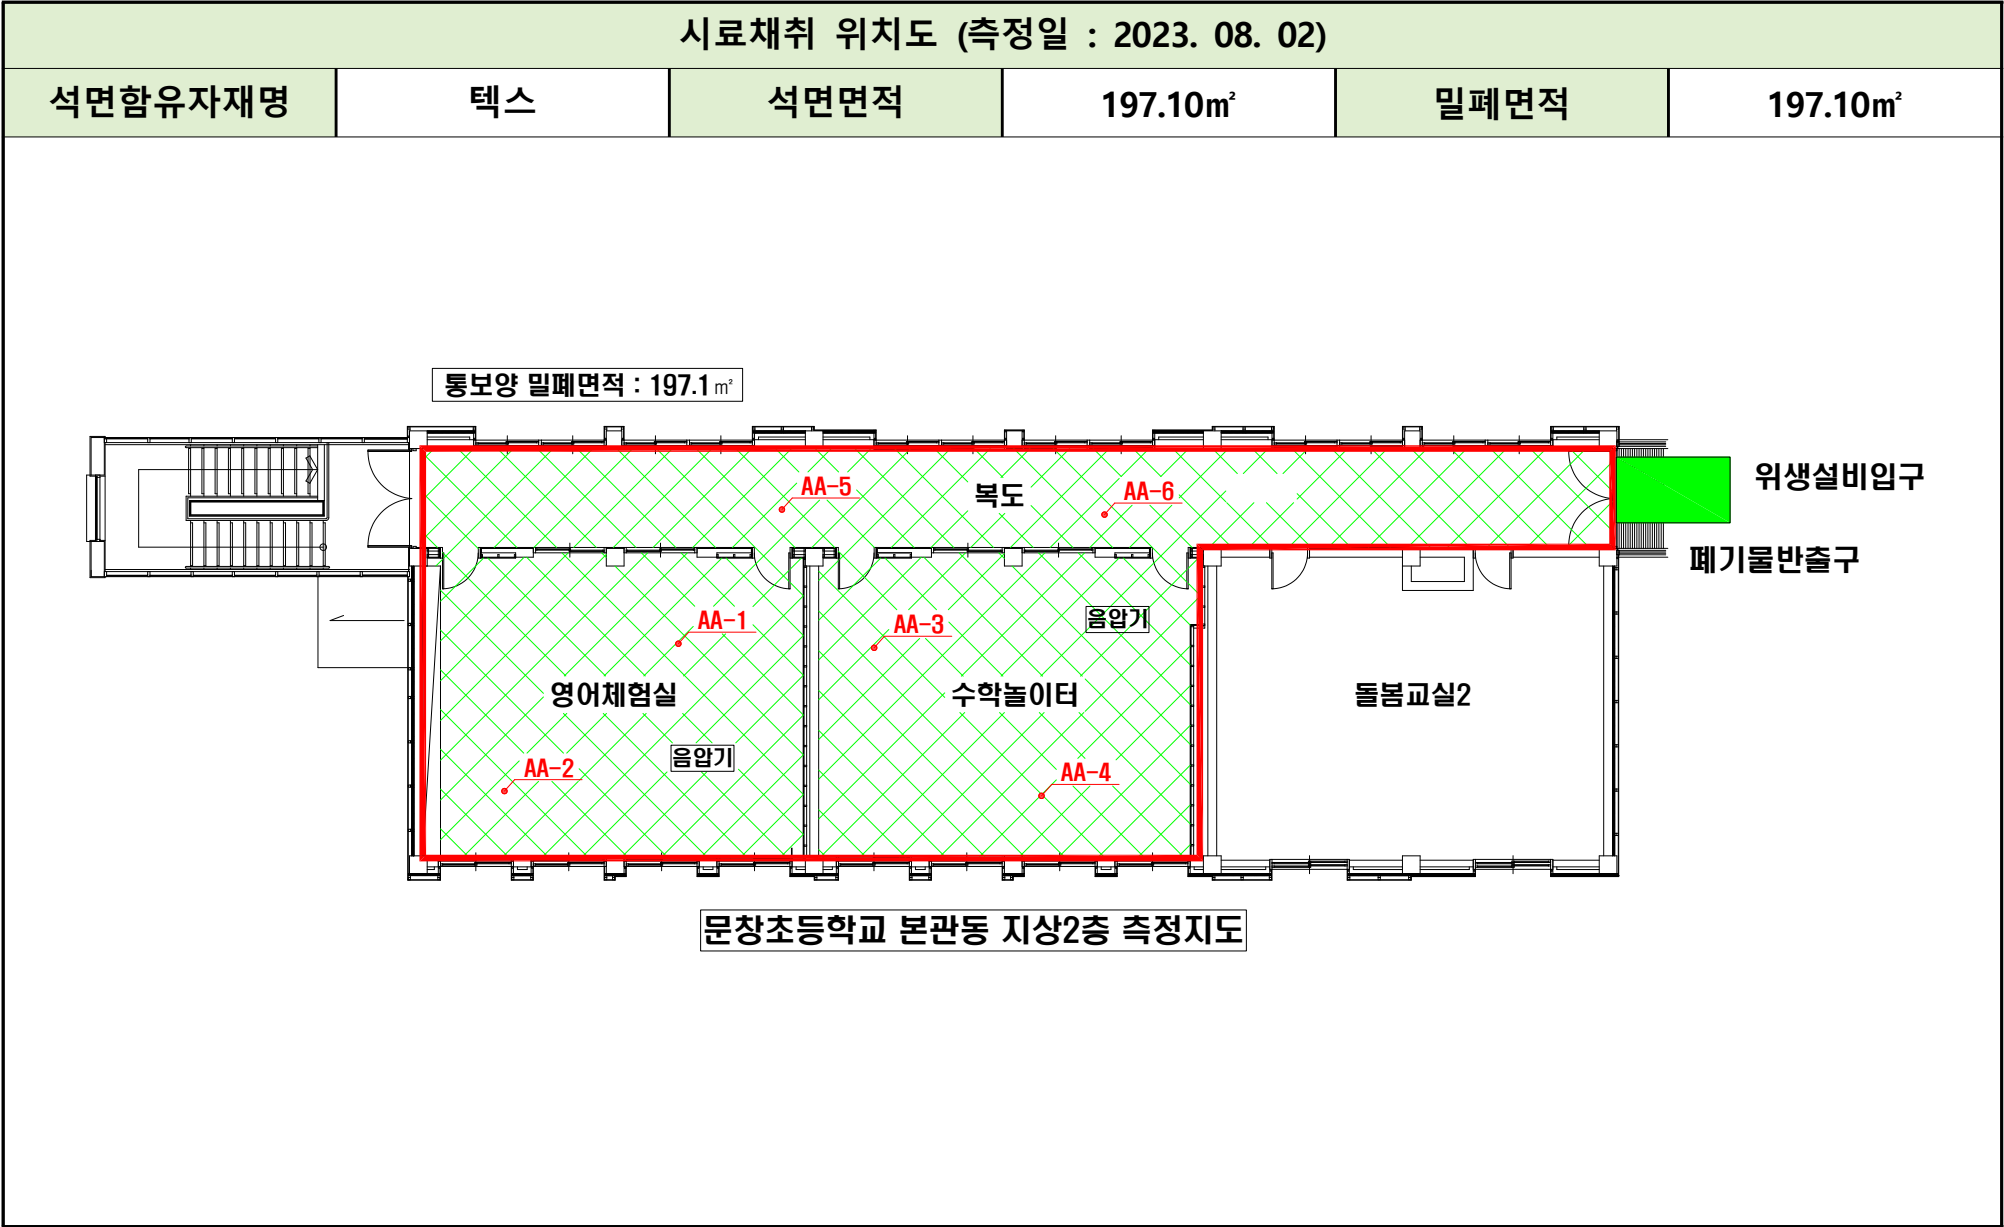 시료채취 위치도 (측정일 : 2023. 08. 02)
석면함유자재명 텍스 석면면적 197.10㎡ 밀폐면적 197.10㎡
통보양 밀폐면적 : 197.1㎡
AA-5
복도
AA-6
위생설비입구
폐기물반출구
AA-1
AA-3
음압기
영어체험실
수학놀이터
돌봄교실2
음압기
AA-2
AA-4
문창초등학교 본관동 지상2층 측정지도